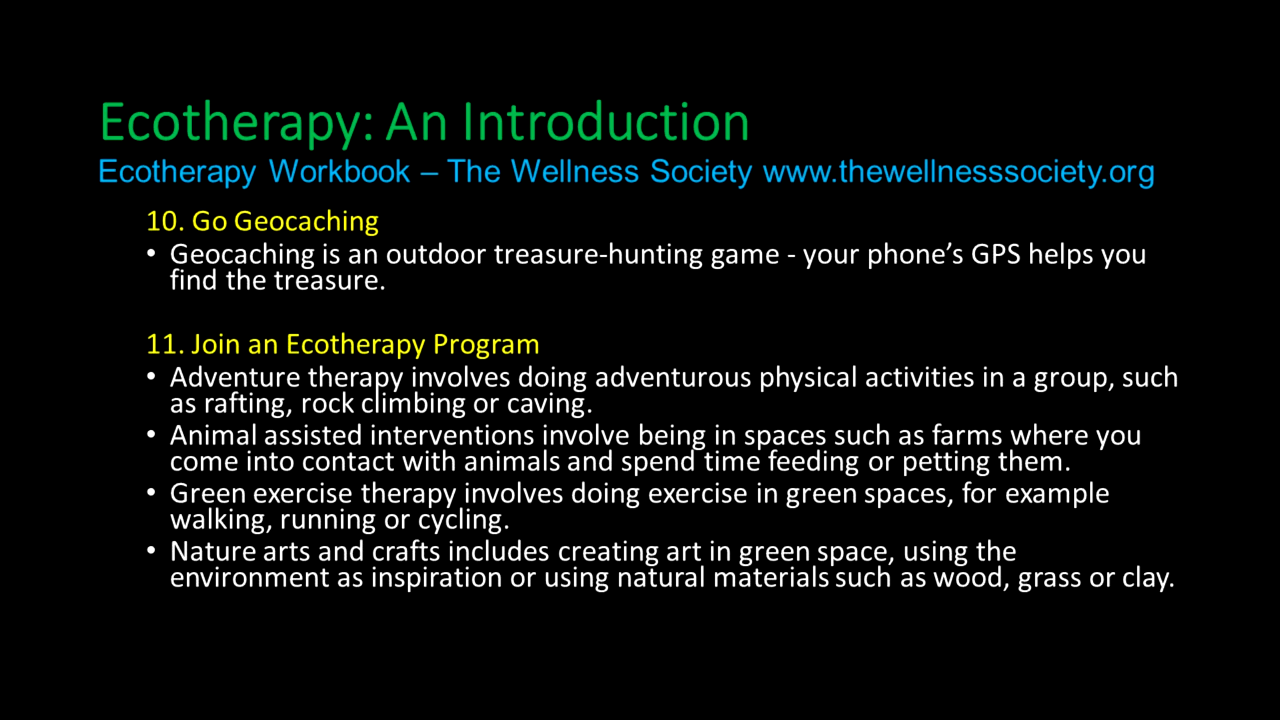 Ecotherapy: An Introduction
Ecotherapy Workbook – The Wellness Society www.thewellnesssociety.org
10. Go Geocaching
• Geocaching is an outdoor treasure-hunting game - your phone’s GPS helps you
find the treasure.
11. Join an Ecotherapy Program
• Adventure therapy involves doing adventurous physical activities in a group, such
as rafting, rock climbing or caving.
• Animal assisted interventions involve being in spaces such as farms where you
come into contact with animals and spend time feeding or petting them.
• Green exercise therapy involves doing exercise in green spaces, for example
walking, running or cycling.
• Nature arts and crafts includes creating art in green space, using the
environment as inspiration or using natural materials such as wood, grass or clay.